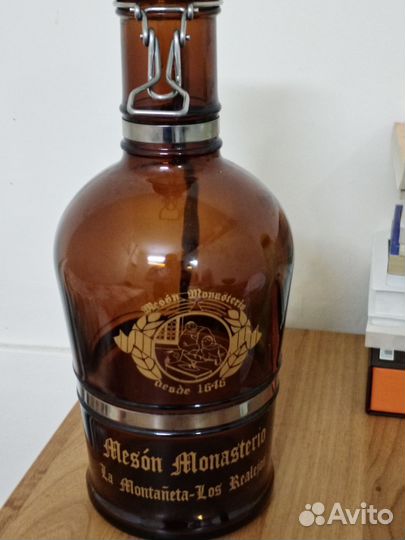 Mesón Monasterio
desde 1646
Mesón Monasterio
La Montañeta-Los Realejos
Avito